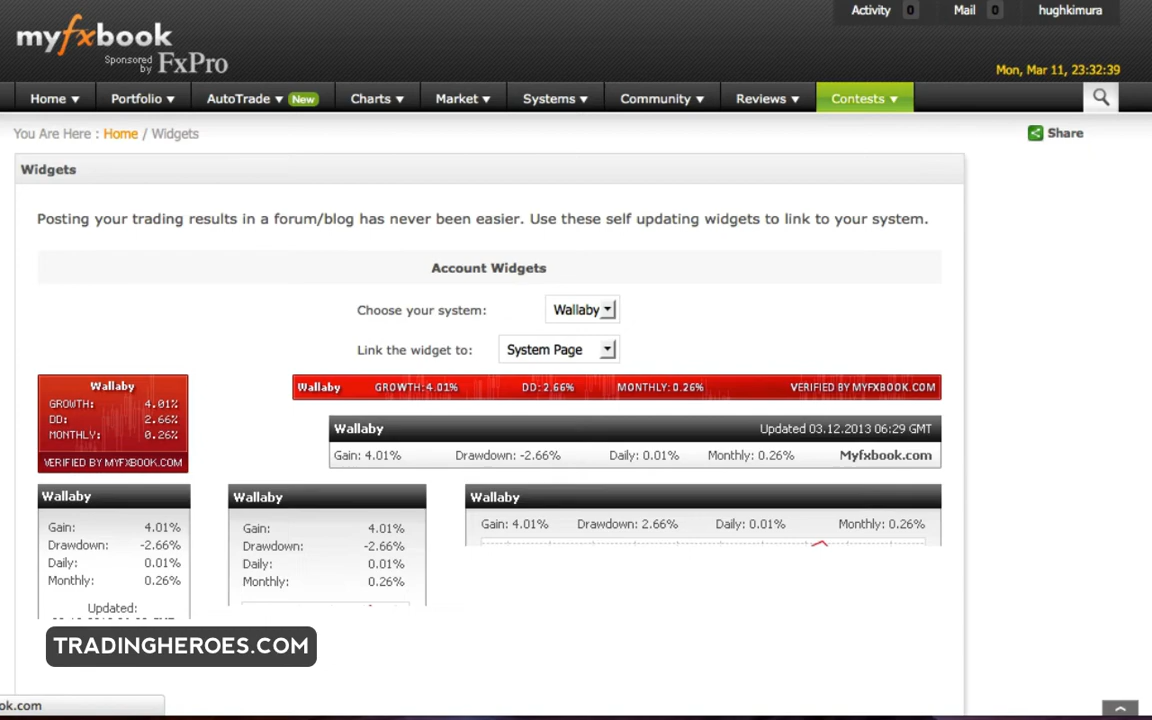 Activity 0 Mail 0 hughkimura
myfxbook
Sponsored by FxPro
Mon, Mar 11, 23:32:39
Home Portfolio AutoTrade New Charts Market Systems Community Reviews Contests
You Are Here : Home / Widgets
Share
Widgets
Posting your trading results in a forum/blog has never been easier. Use these self updating widgets to link to your system.
Account Widgets
Choose your system: Wallaby
Link the widget to: System Page
Wallaby
GROWTH: 4.01%
DD: 2.66%
MONTHLY: 0.26%
VERIFIED BY MYFXBOOK.COM
Wallaby GROWTH: 4.01% DD: 2.66% MONTHLY: 0.26% VERIFIED BY MYFXBOOK.COM
Wallaby Updated 03.12.2013 06:29 GMT
Gain: 4.01% Drawdown: -2.66% Daily: 0.01% Monthly: 0.26% Myfxbook.com
Wallaby
Gain: 4.01%
Drawdown: -2.66%
Daily: 0.01%
Monthly: 0.26%
Updated:
Wallaby
Gain: 4.01%
Drawdown: -2.66%
Daily: 0.01%
Monthly: 0.26%
Wallaby
Gain: 4.01% Drawdown: 2.66% Daily: 0.01% Monthly: 0.26%
TRADINGHEROES.COM
ok.com